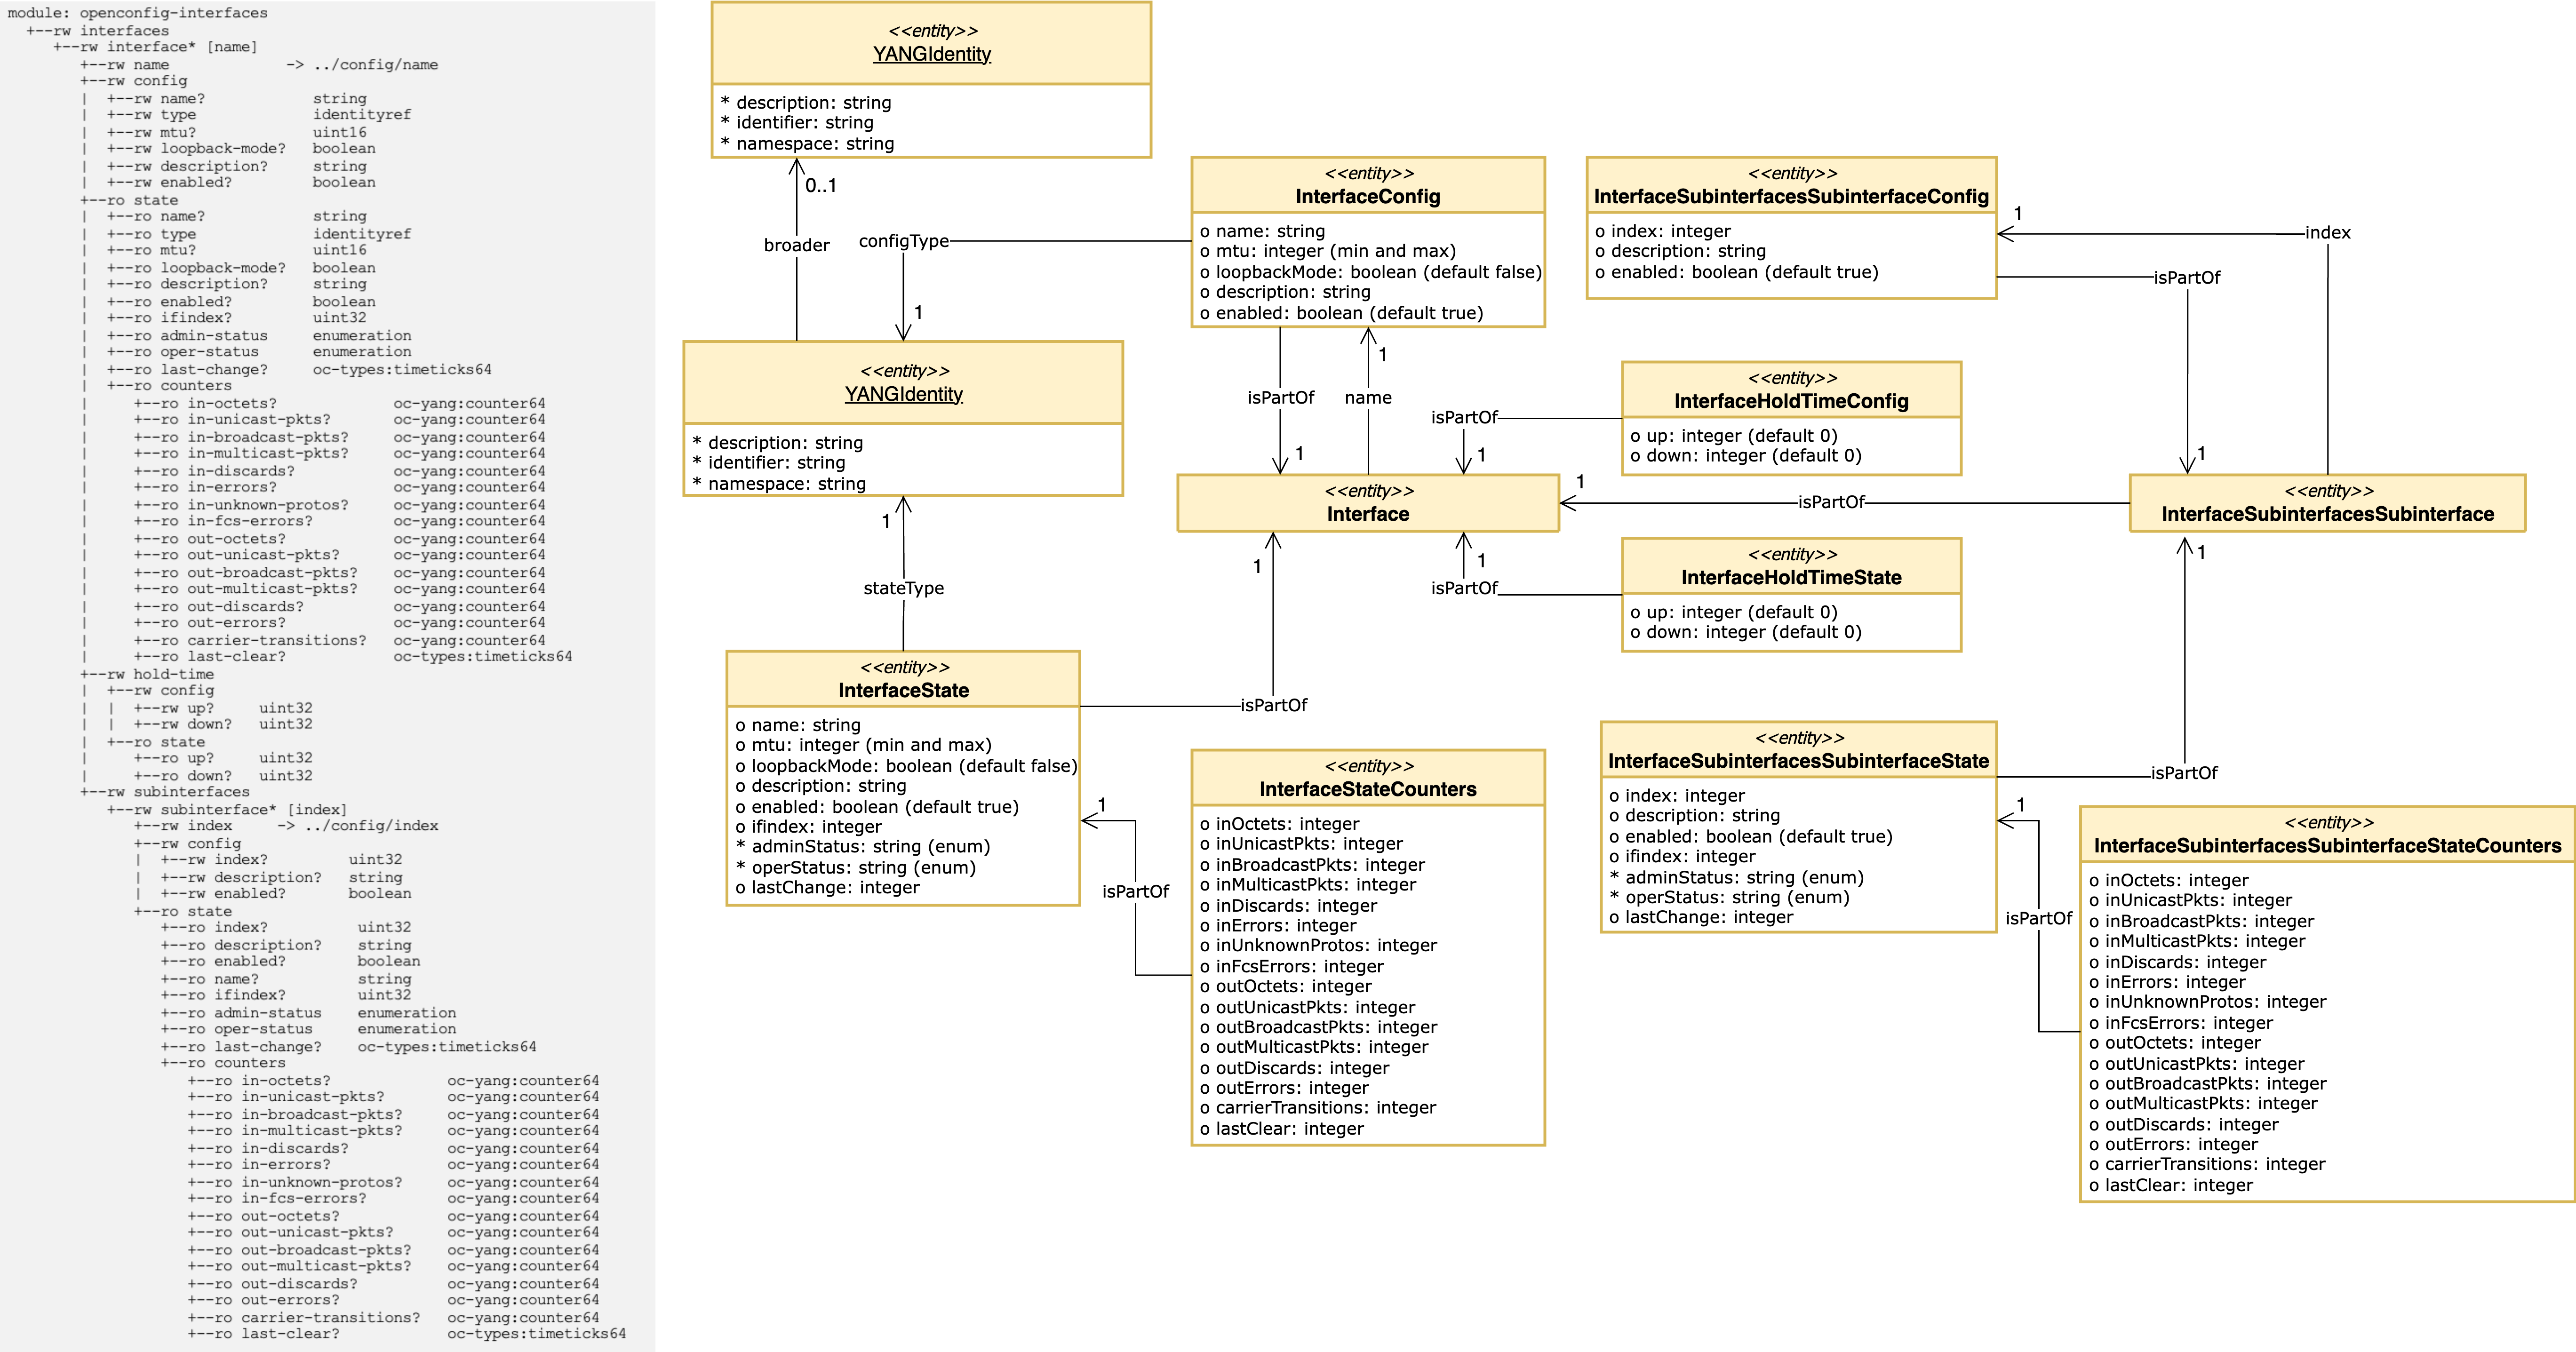 module: openconfig-interfaces
+--rw interfaces
+--rw interface* [name]
+--rw name -> ../config/name
+--rw config
| +--rw name? string
| +--rw type identityref
| +--rw mtu? uint16
| +--rw loopback-mode? boolean
| +--rw description? string
| +--rw enabled? boolean
+--ro state
| +--ro name? string
| +--ro type identityref
| +--ro mtu? uint16
| +--ro loopback-mode? boolean
| +--ro description? string
| +--ro enabled? boolean
| +--ro ifindex? uint32
| +--ro admin-status enumeration
| +--ro oper-status enumeration
| +--ro last-change? oc-types:timeticks64
| +--ro counters
| +--ro in-octets? oc-yang:counter64
| +--ro in-unicast-pkts? oc-yang:counter64
| +--ro in-broadcast-pkts? oc-yang:counter64
| +--ro in-multicast-pkts? oc-yang:counter64
| +--ro in-discards? oc-yang:counter64
| +--ro in-errors? oc-yang:counter64
| +--ro in-unknown-protos? oc-yang:counter64
| +--ro in-fcs-errors? oc-yang:counter64
| +--ro out-octets? oc-yang:counter64
| +--ro out-unicast-pkts? oc-yang:counter64
| +--ro out-broadcast-pkts? oc-yang:counter64
| +--ro out-multicast-pkts? oc-yang:counter64
| +--ro out-discards? oc-yang:counter64
| +--ro out-errors? oc-yang:counter64
| +--ro carrier-transitions? oc-yang:counter64
| +--ro last-clear? oc-types:timeticks64
+--rw hold-time
| +--rw config
| | +--rw up? uint32
| | +--rw down? uint32
| +--ro state
| +--ro up? uint32
| +--ro down? uint32
+--rw subinterfaces
+--rw subinterface* [index]
+--rw index -> ../config/index
+--rw config
| +--rw index? uint32
| +--rw description? string
| +--rw enabled? boolean
+--ro state
+--ro index? uint32
+--ro description? string
+--ro enabled? boolean
+--ro name? string
+--ro ifindex? uint32
+--ro admin-status enumeration
+--ro oper-status enumeration
+--ro last-change? oc-types:timeticks64
+--ro counters
+--ro in-octets? oc-yang:counter64
+--ro in-unicast-pkts? oc-yang:counter64
+--ro in-broadcast-pkts? oc-yang:counter64
+--ro in-multicast-pkts? oc-yang:counter64
+--ro in-discards? oc-yang:counter64
+--ro in-errors? oc-yang:counter64
+--ro in-unknown-protos? oc-yang:counter64
+--ro in-fcs-errors? oc-yang:counter64
+--ro out-octets? oc-yang:counter64
+--ro out-unicast-pkts? oc-yang:counter64
+--ro out-broadcast-pkts? oc-yang:counter64
+--ro out-multicast-pkts? oc-yang:counter64
+--ro out-discards? oc-yang:counter64
+--ro out-errors? oc-yang:counter64
+--ro carrier-transitions? oc-yang:counter64
+--ro last-clear? oc-types:timeticks64
<<entity>>
YANGIdentity
* description: string
* identifier: string
* namespace: string
0..1
broader
configType
1
<<entity>>
YANGIdentity
* description: string
* identifier: string
* namespace: string
1
stateType
<<entity>>
InterfaceState
o name: string
o mtu: integer (min and max)
o loopbackMode: boolean (default false)
o description: string
o enabled: boolean (default true)
o ifindex: integer
* adminStatus: string (enum)
* operStatus: string (enum)
o lastChange: integer
<<entity>>
InterfaceConfig
o name: string
o mtu: integer (min and max)
o loopbackMode: boolean (default false)
o description: string
o enabled: boolean (default true)
1
isPartOf
name
1
<<entity>>
Interface
1
isPartOf
1
isPartOf
<<entity>>
InterfaceStateCounters
o inOctets: integer
o inUnicastPkts: integer
o inBroadcastPkts: integer
o inMulticastPkts: integer
o inDiscards: integer
o inErrors: integer
o inUnknownProtos: integer
o inFcsErrors: integer
o outOctets: integer
o outUnicastPkts: integer
o outBroadcastPkts: integer
o outMulticastPkts: integer
o outDiscards: integer
o outErrors: integer
o carrierTransitions: integer
o lastClear: integer
<<entity>>
InterfaceSubinterfacesSubinterfaceConfig
o index: integer
o description: string
o enabled: boolean (default true)
1
index
isPartOf
1
<<entity>>
InterfaceHoldTimeConfig
o up: integer (default 0)
o down: integer (default 0)
isPartOf
1
1
isPartOf
<<entity>>
InterfaceSubinterfacesSubinterface
<<entity>>
InterfaceHoldTimeState
o up: integer (default 0)
o down: integer (default 0)
1
isPartOf
1
isPartOf
<<entity>>
InterfaceSubinterfacesSubinterfaceState
o index: integer
o description: string
o enabled: boolean (default true)
o ifindex: integer
* adminStatus: string (enum)
* operStatus: string (enum)
o lastChange: integer
1
isPartOf
<<entity>>
InterfaceSubinterfacesSubinterfaceStateCounters
o inOctets: integer
o inUnicastPkts: integer
o inBroadcastPkts: integer
o inMulticastPkts: integer
o inDiscards: integer
o inErrors: integer
o inUnknownProtos: integer
o inFcsErrors: integer
o outOctets: integer
o outUnicastPkts: integer
o outBroadcastPkts: integer
o outMulticastPkts: integer
o outDiscards: integer
o outErrors: integer
o carrierTransitions: integer
o lastClear: integer